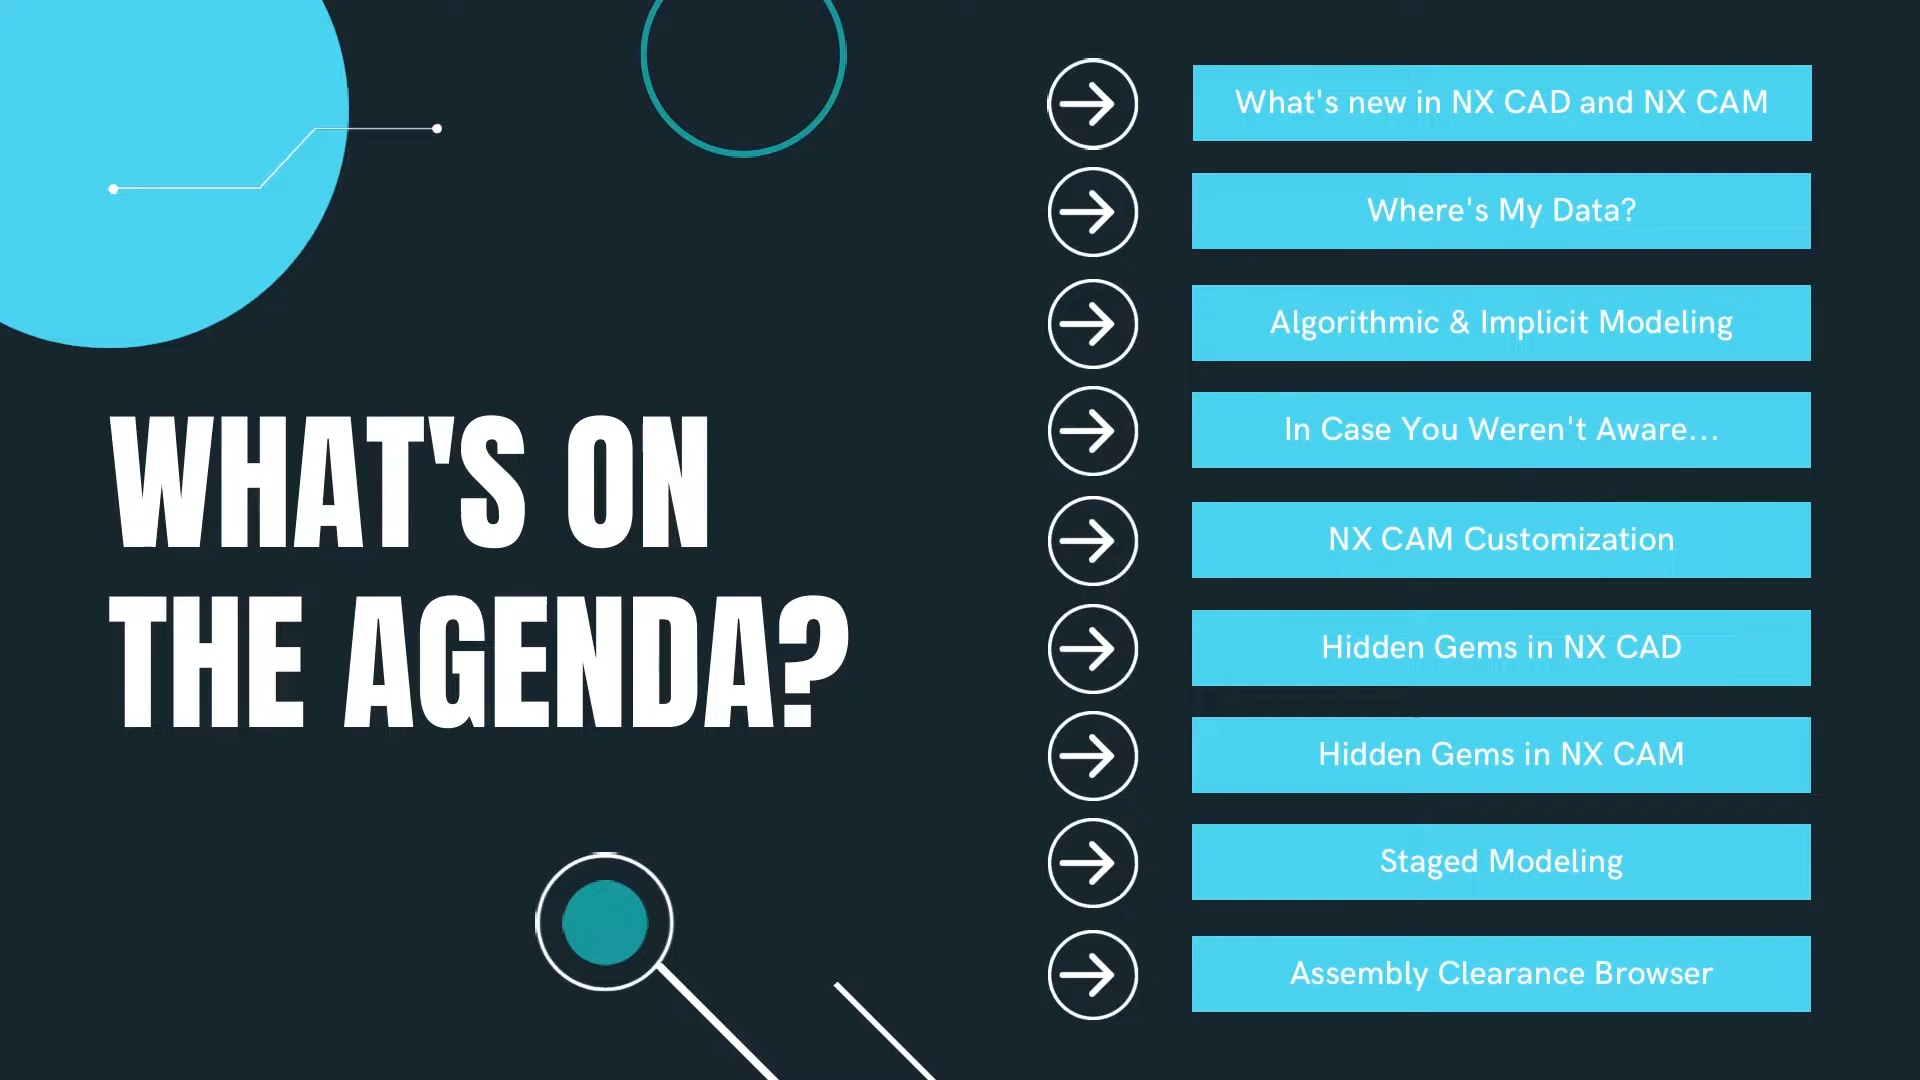 WHAT'S ON
THE AGENDA?
What's new in NX CAD and NX CAM
Where's My Data?
Algorithmic & Implicit Modeling
In Case You Weren't Aware...
NX CAM Customization
Hidden Gems in NX CAD
Hidden Gems in NX CAM
Staged Modeling
Assembly Clearance Browser